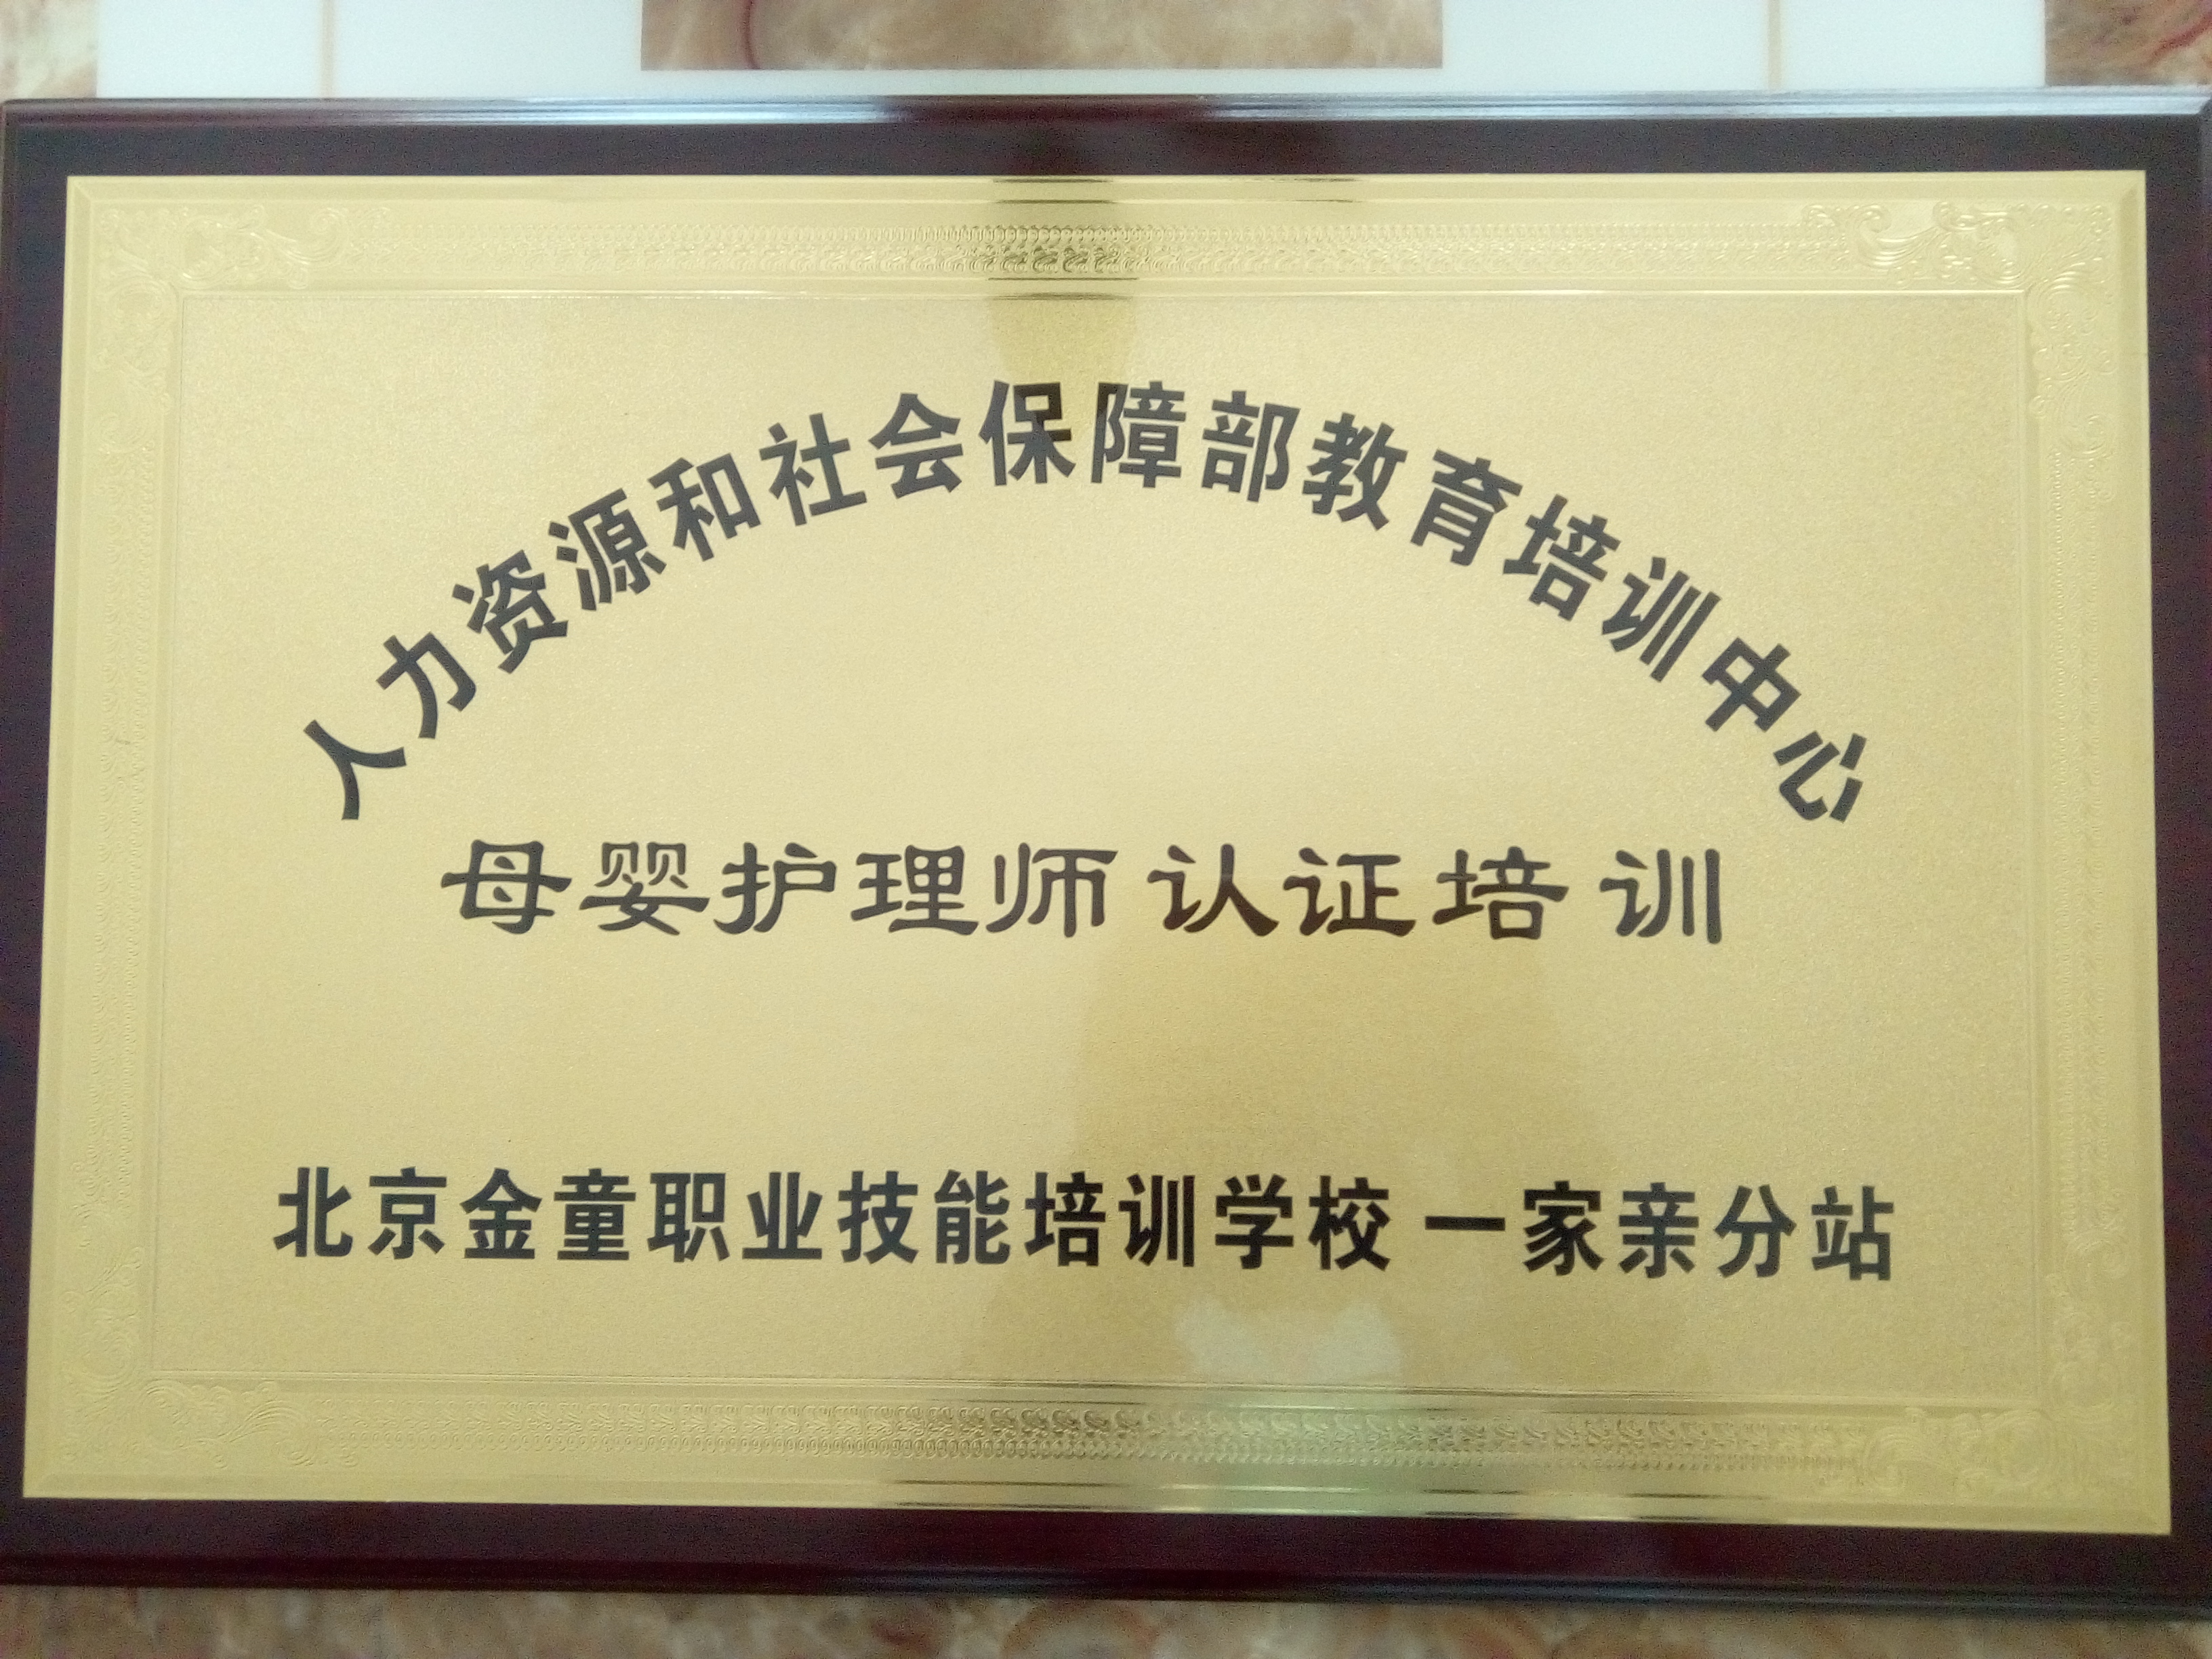 人力资源和社会保障部教育培训中心
母婴护理师 认证培 训
北京金童职业技能培训学校 一家亲分站